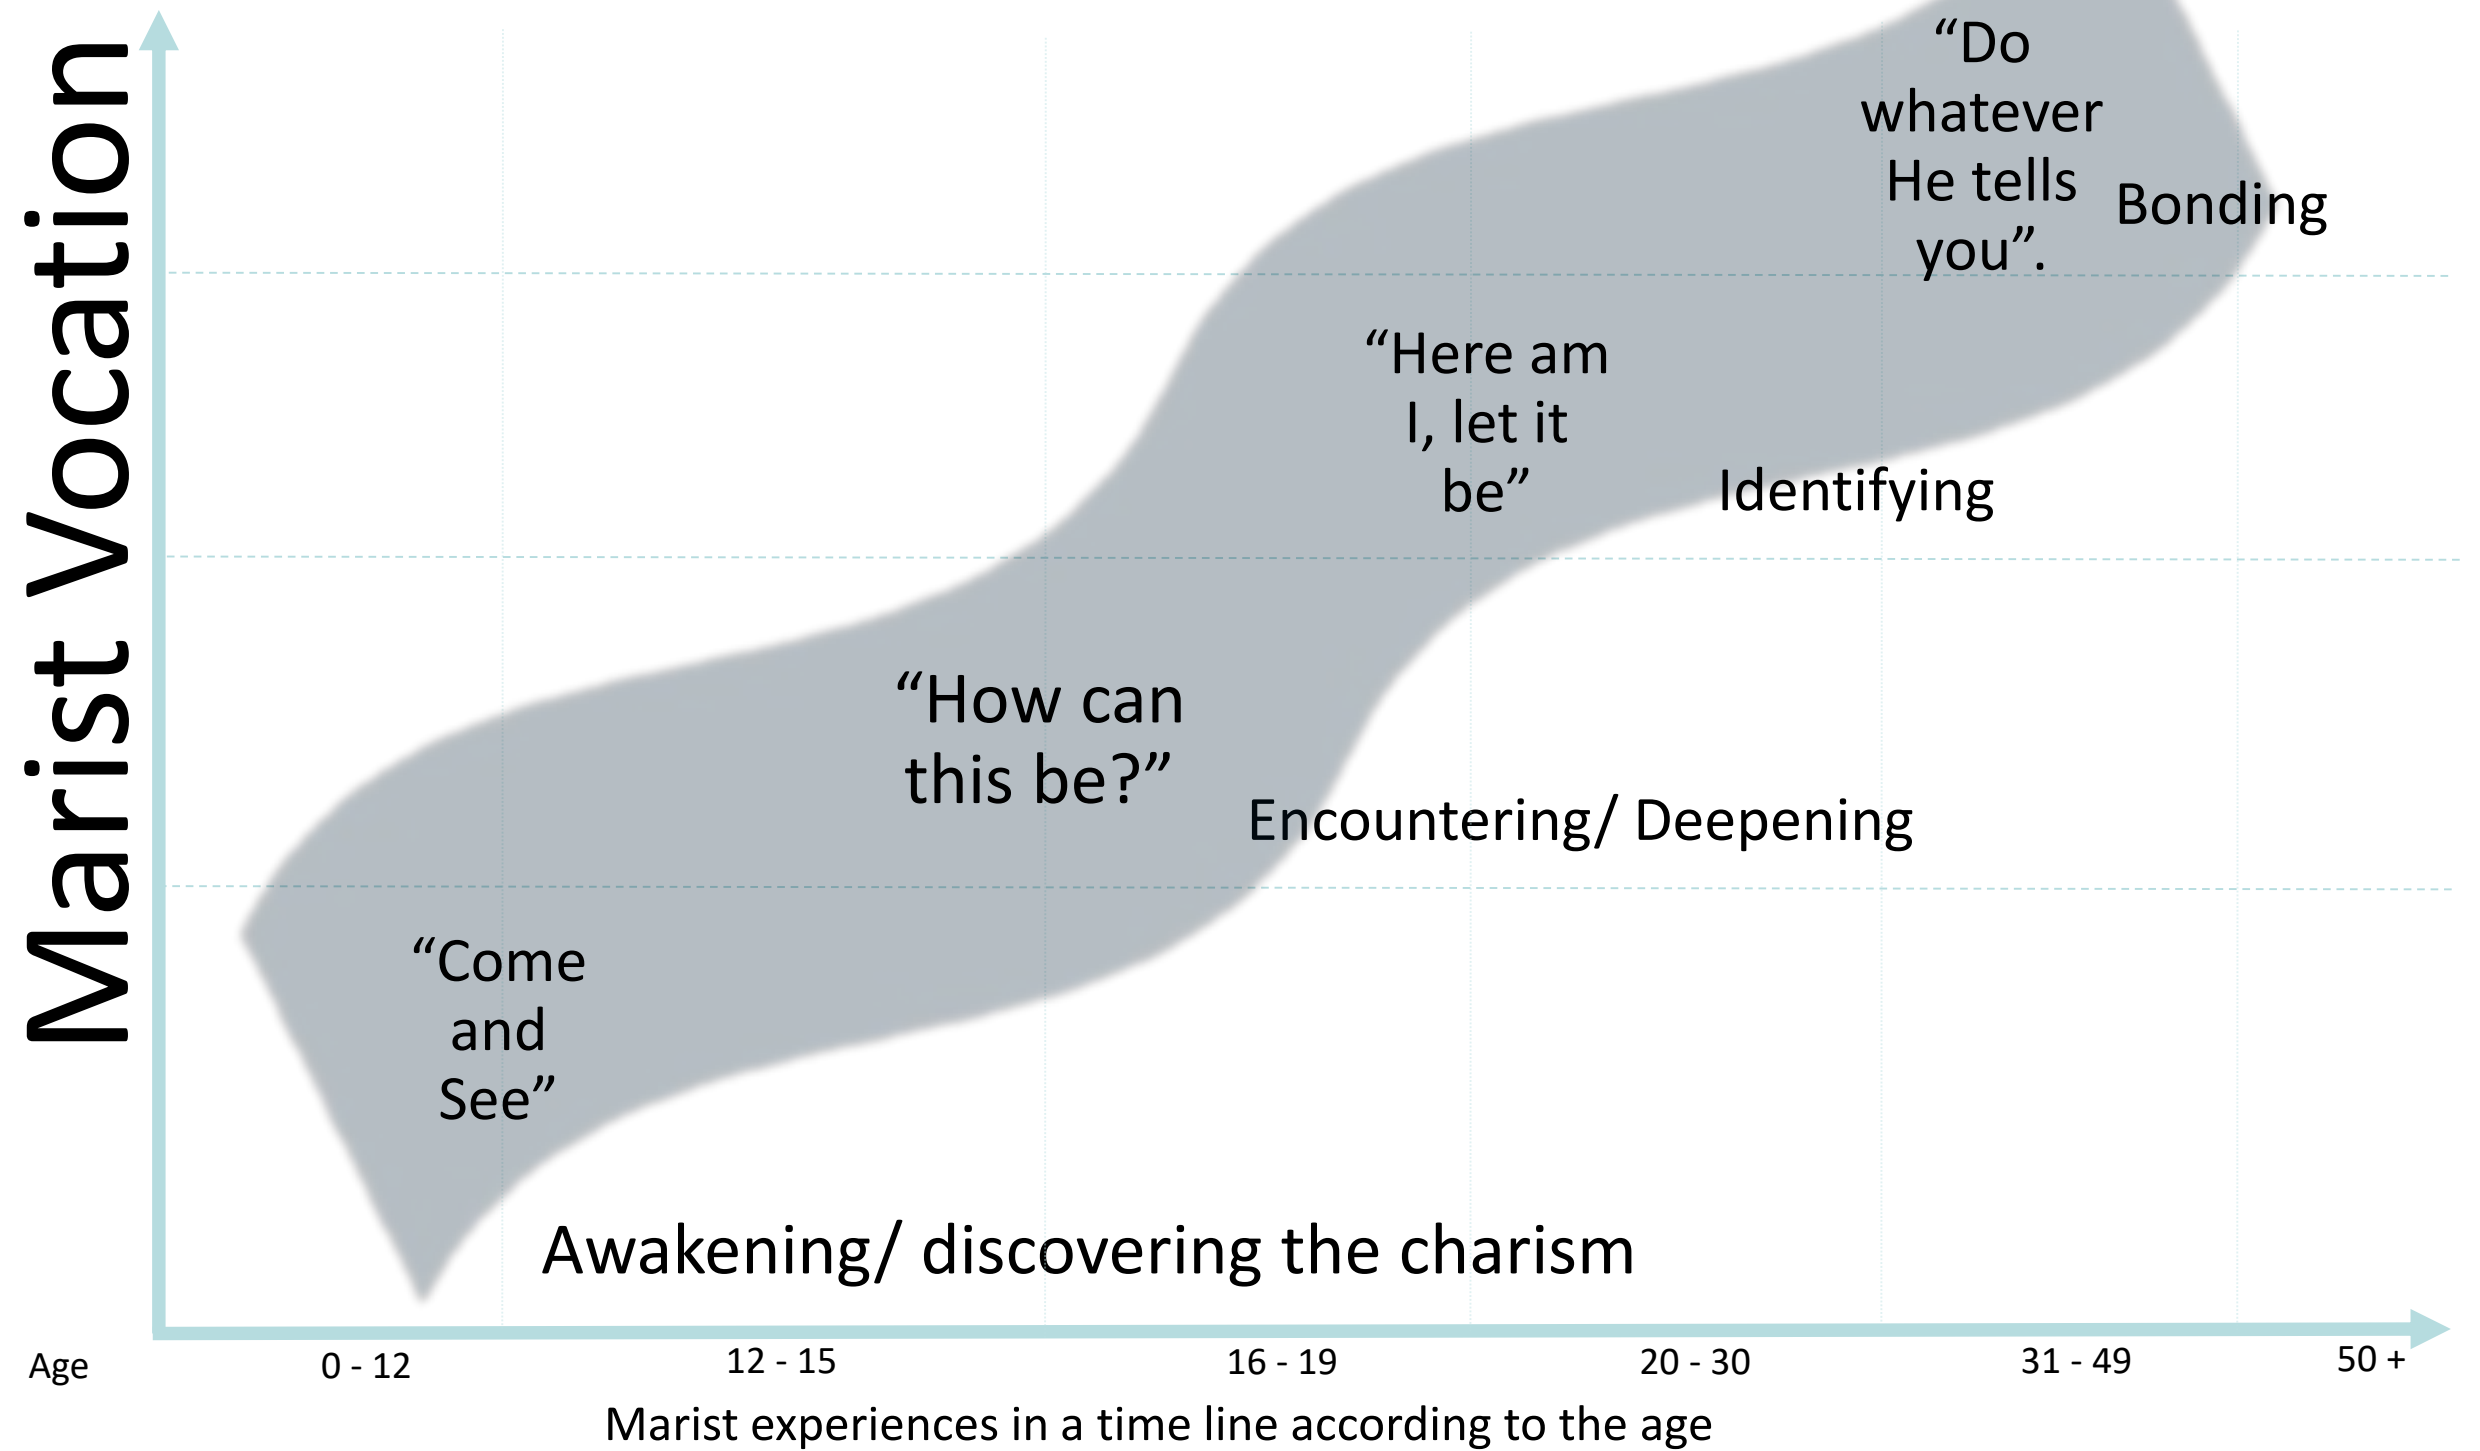 Marist Vocation
“Do
whatever
He tells
you”.
Bonding
“Here am
I, let it
be”
Identifying
“How can
this be?”
Encountering/ Deepening
“Come
and
See”
Awakening/ discovering the charism
Age
0 - 12
12 - 15
16 - 19
20 - 30
31 - 49
50 +
Marist experiences in a time line according to the age